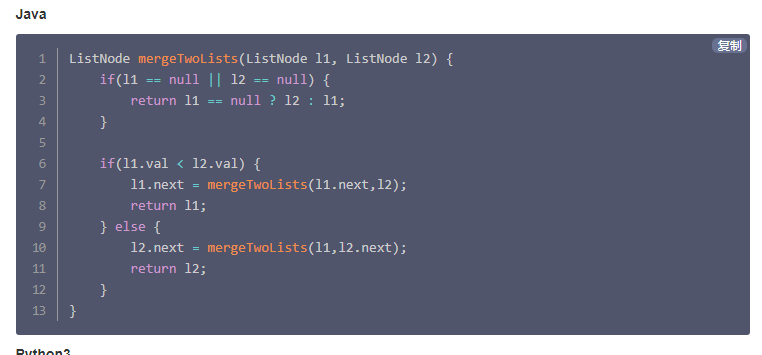 Java
复制
1 ListNode mergeTwoLists(ListNode l1, ListNode l2) {
2     if(l1 == null || l2 == null) {
3         return l1 == null ? l2 : l1;
4     }
5
6     if(l1.val < l2.val) {
7         l1.next = mergeTwoLists(l1.next,l2);
8         return l1;
9     } else {
10         l2.next = mergeTwoLists(l1,l2.next);
11         return l2;
12     }
13 }
Python3